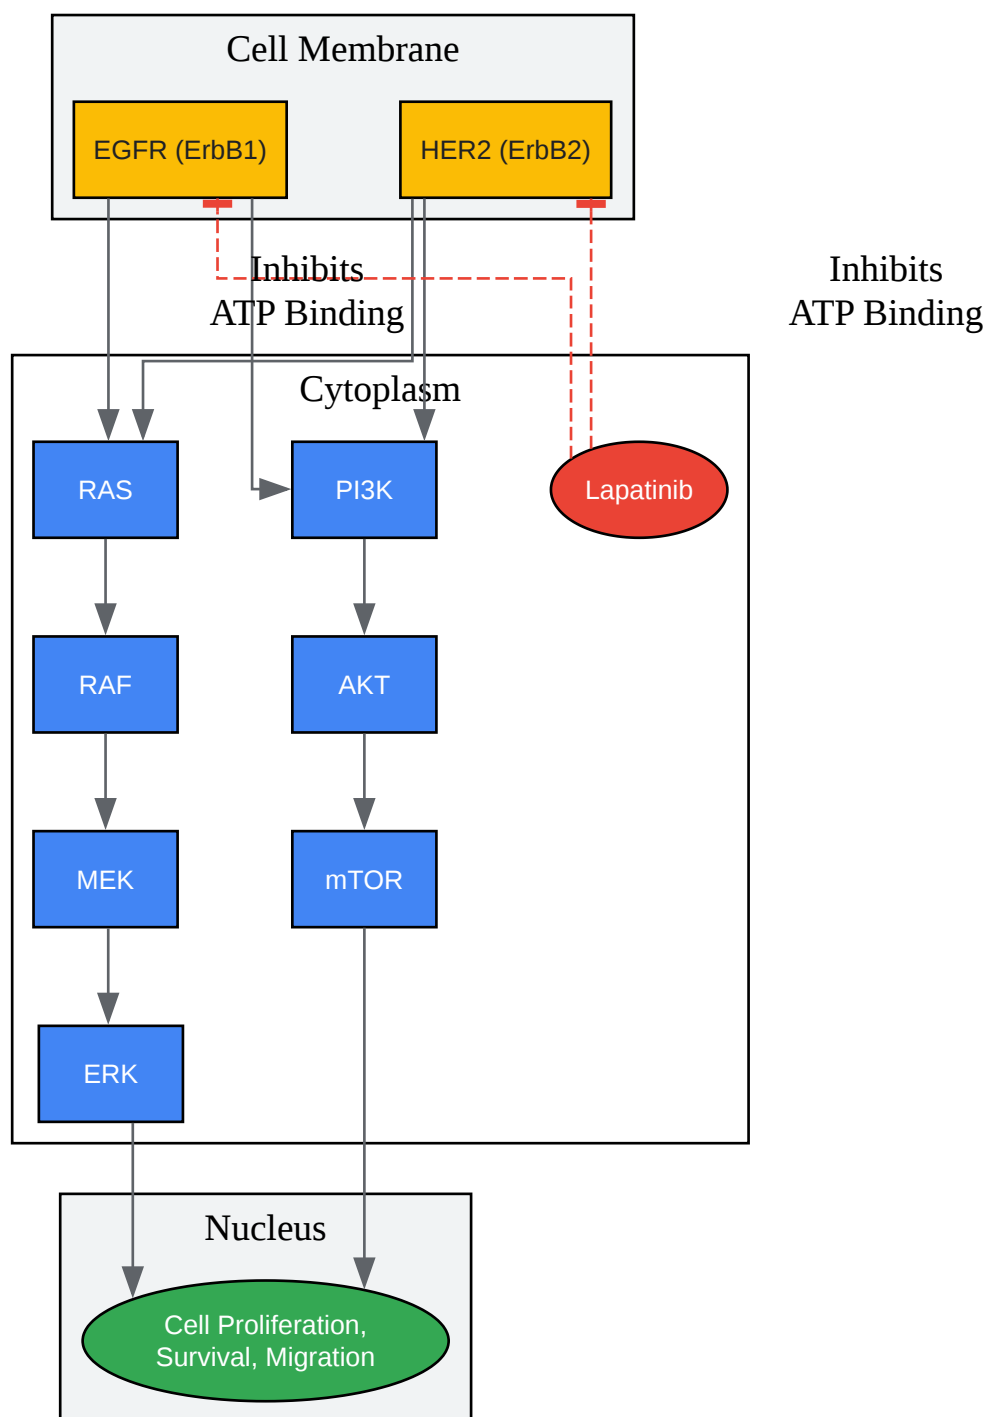 Cell Membrane
EGFR (ErbB1)
HER2 (ErbB2)
Inhibits
ATP Binding
Inhibits
ATP Binding
Cytoplasm
RAS
PI3K
Lapatinib
RAF
AKT
MEK
mTOR
ERK
Nucleus
Cell Proliferation,
Survival, Migration